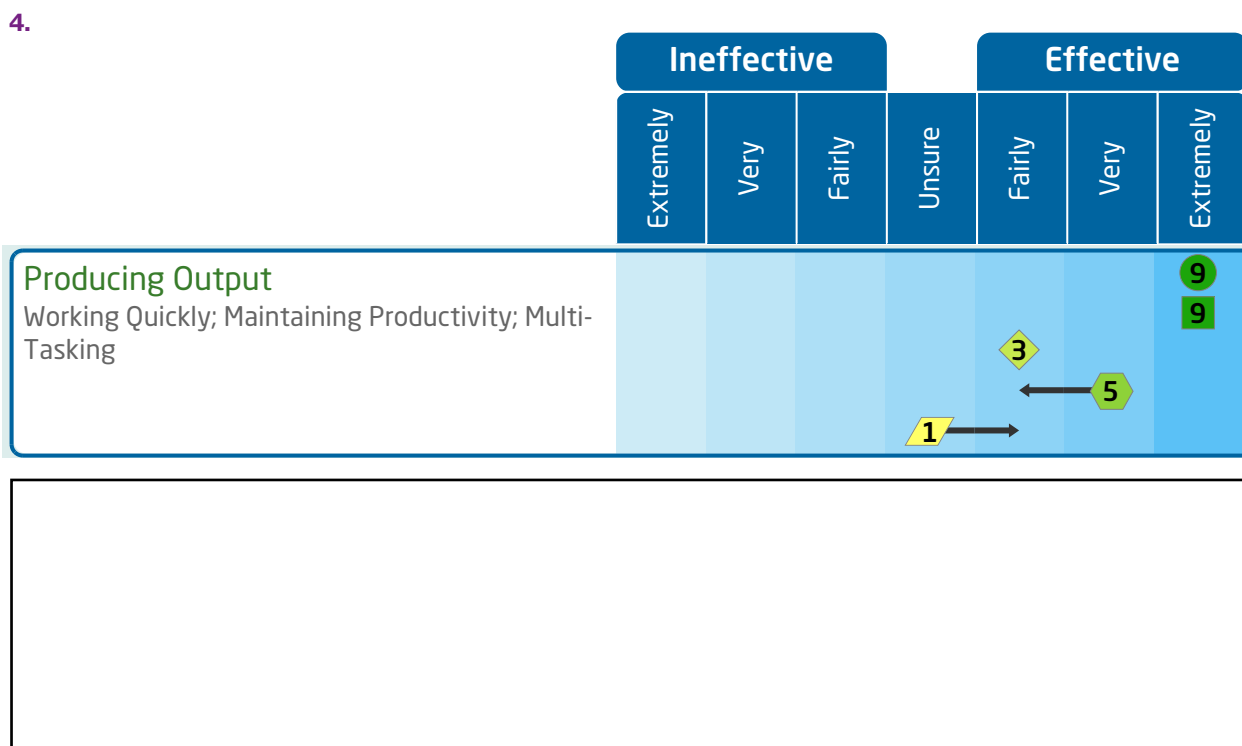 4.
Ineffective Effective
Extremely Very Fairly Unsure Fairly Very Extremely
Producing Output 9
Working Quickly; Maintaining Productivity; Multi- 9
Tasking 3
5
1